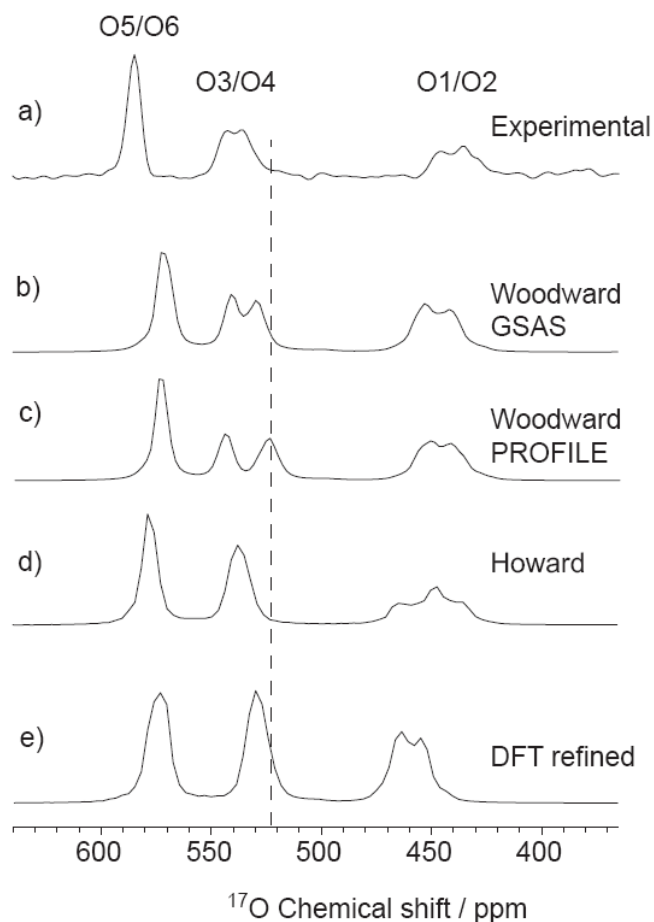 O5/O6
O3/O4
O1/O2
a)
Experimental
b)
Woodward
GSAS
c)
Woodward
PROFILE
d)
Howard
e)
DFT refined
600 550 500 450 400
¹⁷O Chemical shift / ppm